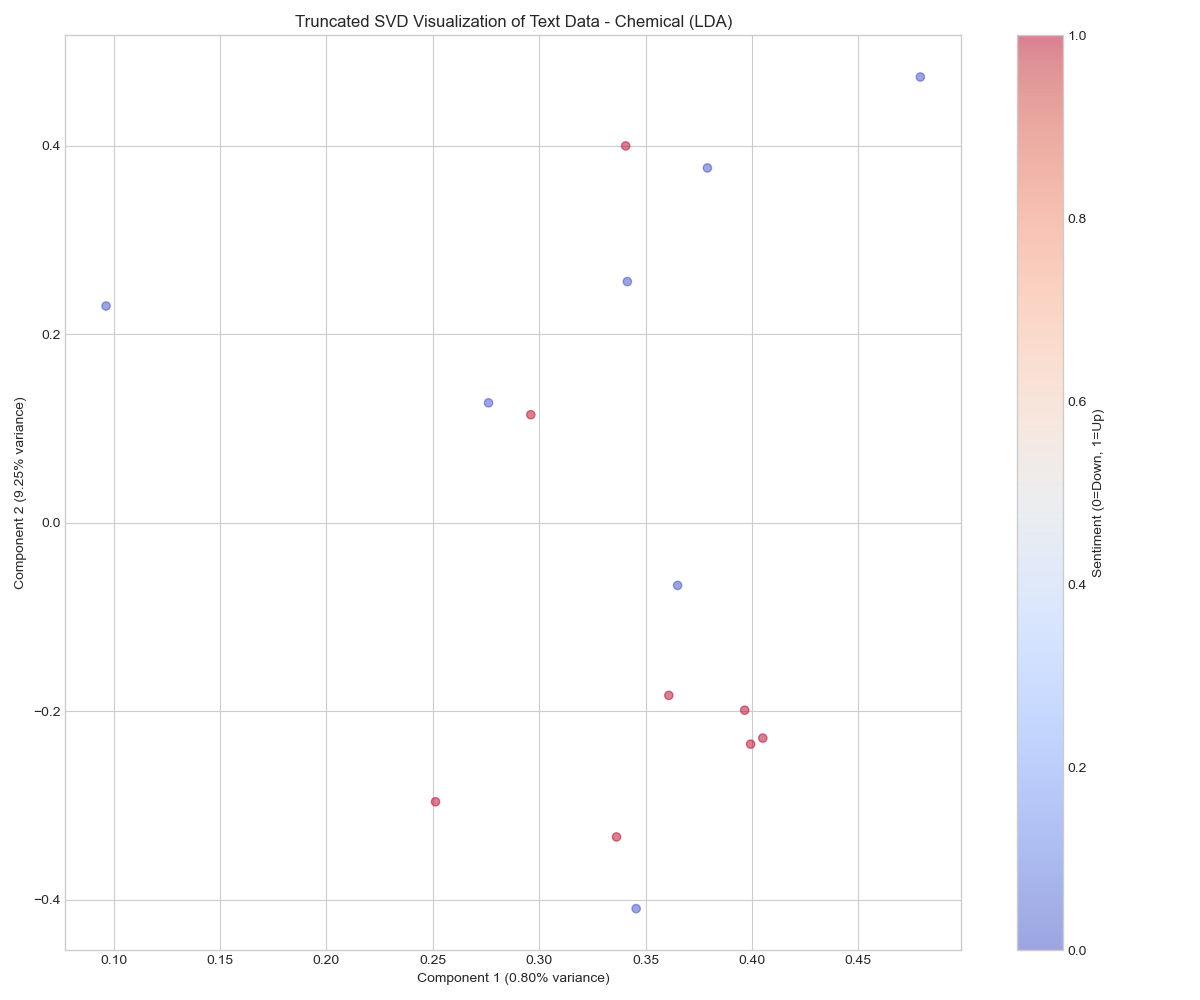 Truncated SVD Visualization of Text Data - Chemical (LDA)
0.4
0.2
0.0
−0.2
−0.4
Component 2 (9.25% variance)
0.10 0.15 0.20 0.25 0.30 0.35 0.40 0.45
Component 1 (0.80% variance)
1.0
0.8
0.6
0.4
0.2
0.0
Sentiment (0=Down, 1=Up)